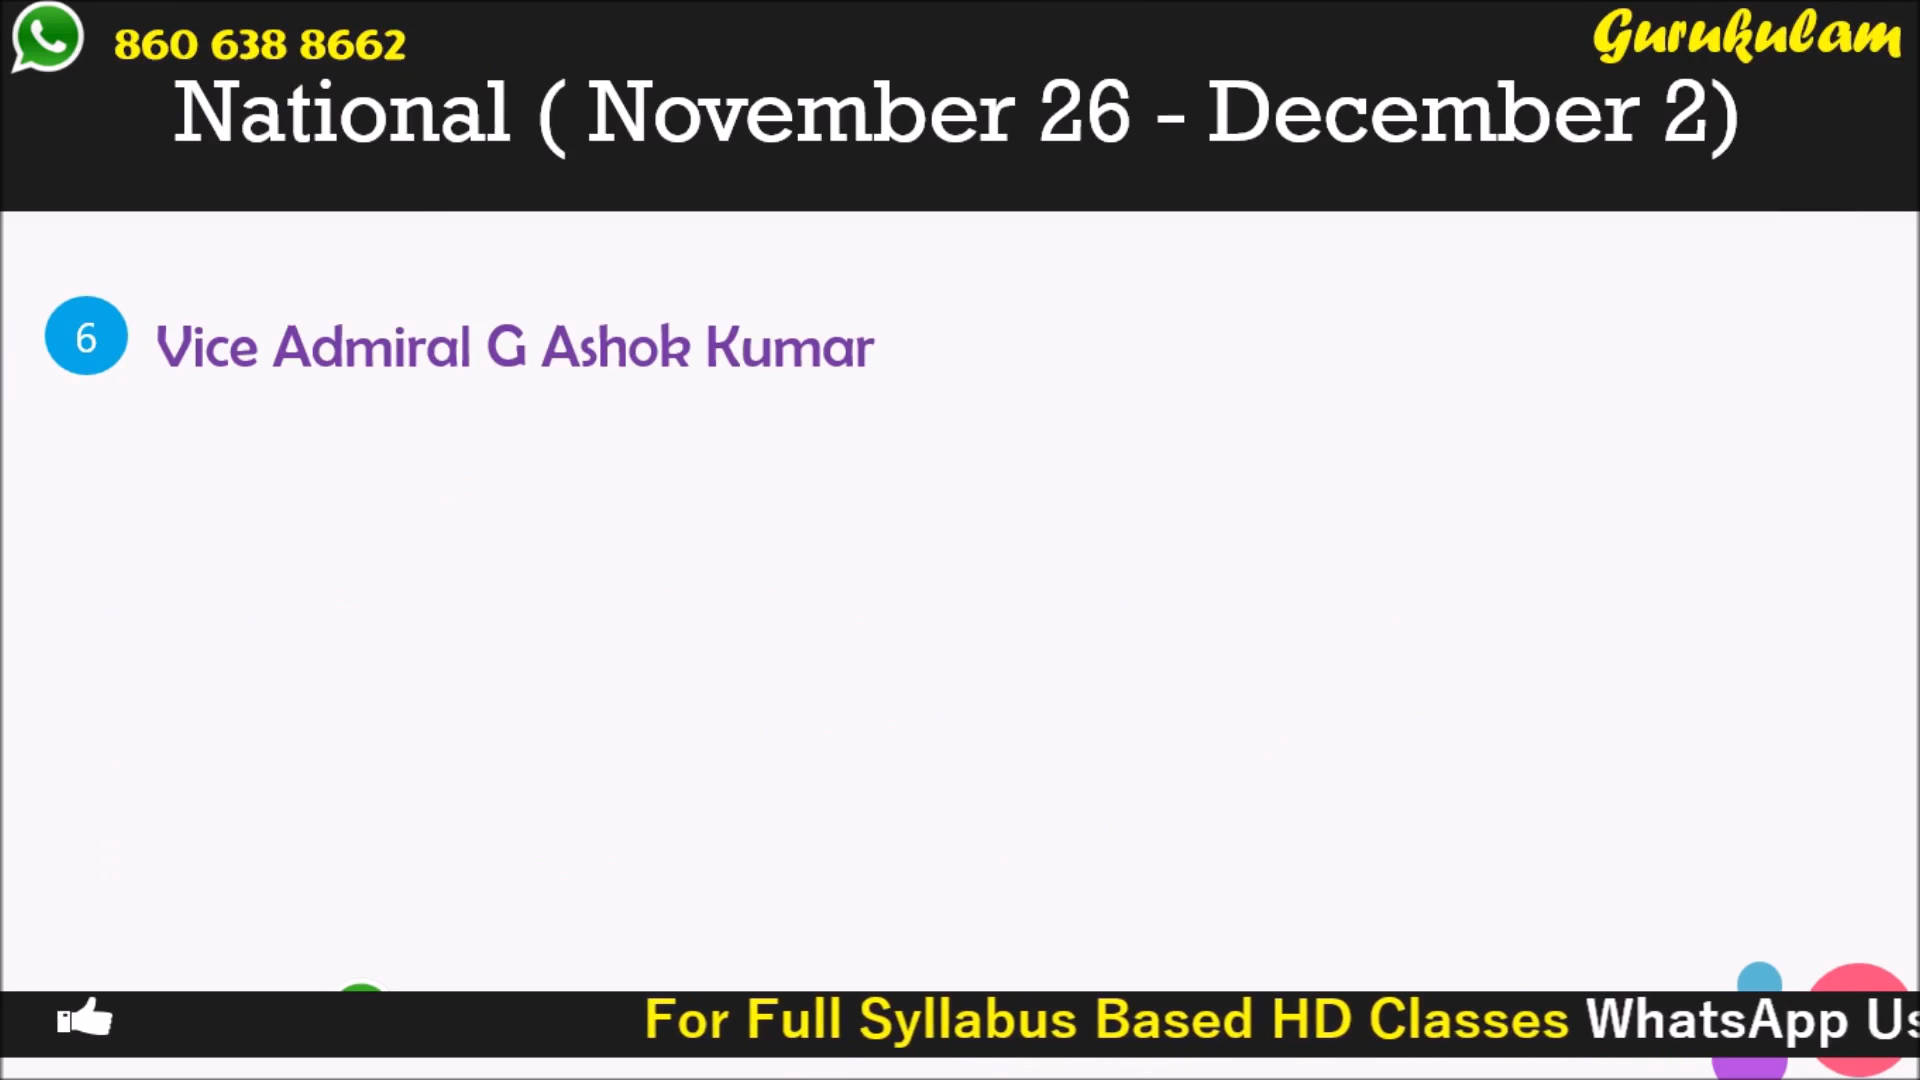 860 638 8662
Gurukulam
National ( November 26 - December 2)
6
Vice Admiral G Ashok Kumar
For Full Syllabus Based HD Classes WhatsApp Us